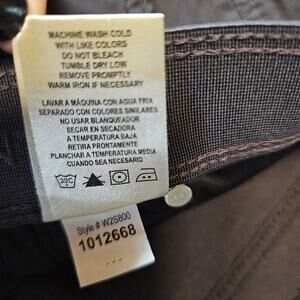 MACHINE WASH COLD
WITH LIKE COLORS
DO NOT BLEACH
TUMBLE DRY LOW
REMOVE PROMPTLY
WARM IRON IF NECESSARY
LAVAR A MÁQUINA CON AGUA FRIA
SEPARADO CON COLORES SIMILARES
NO USAR BLANQUEADOR
SECAR EN SECADORA
A TEMPERATURA BAJA
RETIRA PRONTAMENTE
PLANCHAR A TEMPERATURA MEDIA
CUANDO SEA NECESARIO
30C
Style # W2S800
1012668